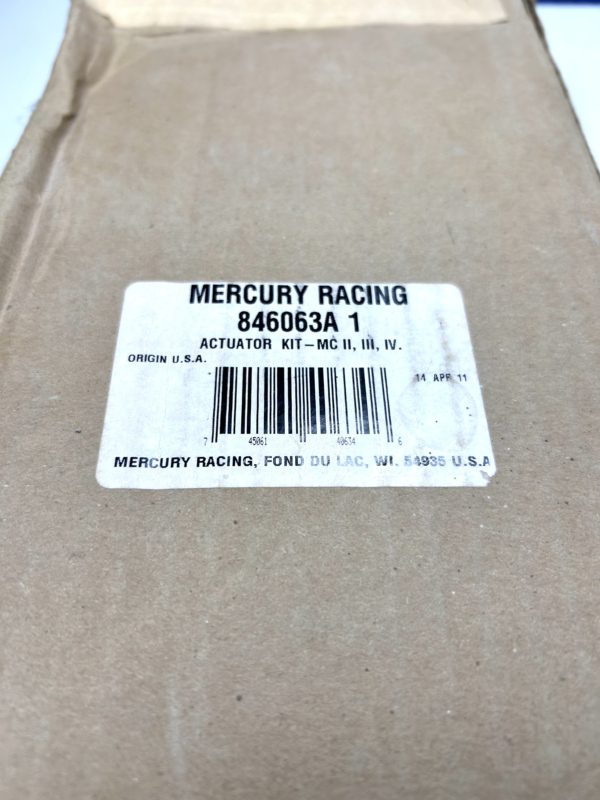 MERCURY RACING
846063A 1
ACTUATOR KIT–MC II, III, IV.
ORIGIN U.S.A.
14 APR 11
7 45061 40634 6
MERCURY RACING, FOND DU LAC, WI. 54935 U.S.A